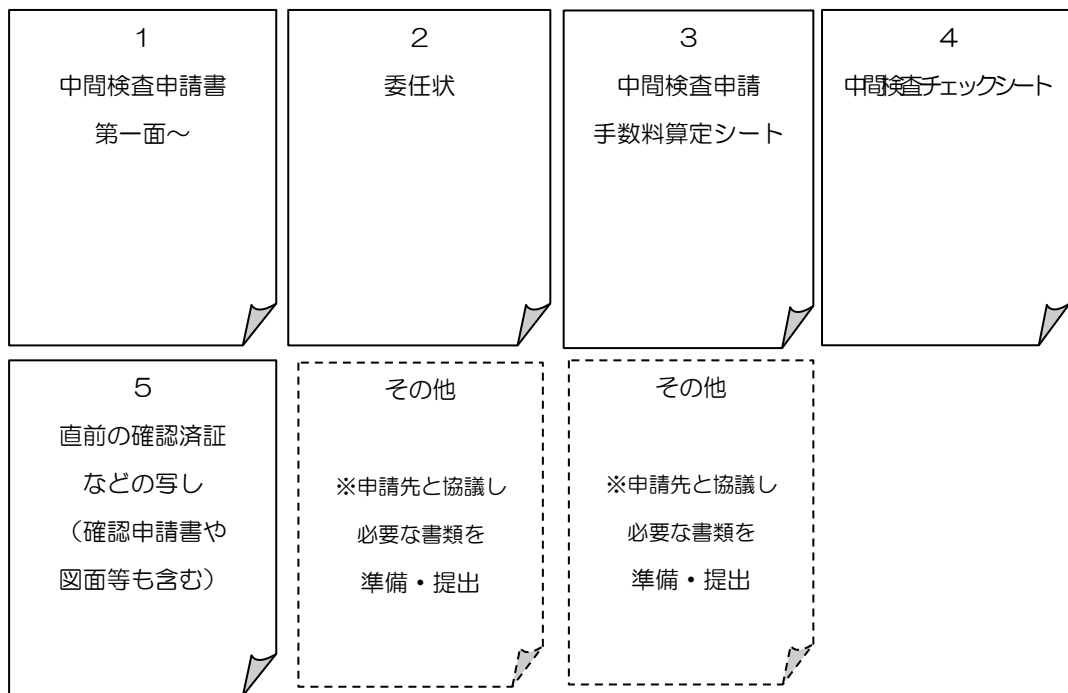 1
中間検査申請書
第一面～
2
委任状
3
中間検査申請
手数料算定シート
4
中間検査チェックシート
5
直前の確認済証
などの写し
（確認申請書や
図面等も含む）
その他
※申請先と協議し
必要な書類を
準備・提出
その他
※申請先と協議し
必要な書類を
準備・提出